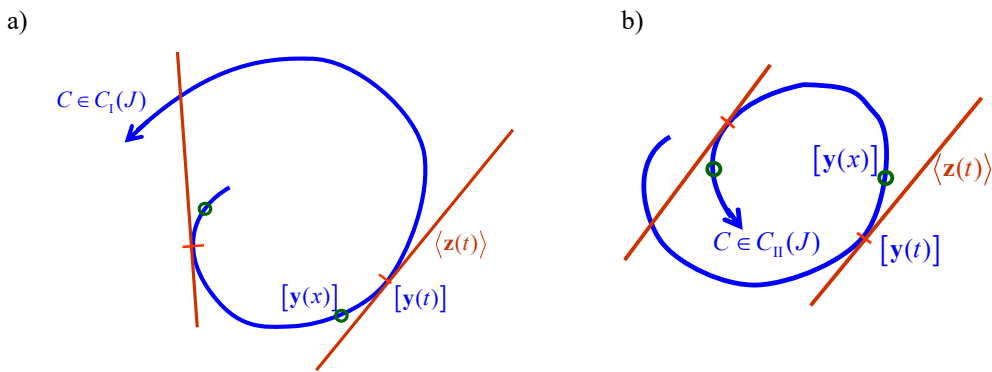 a)
b)
C ∈ C_I(J)
[y(x)]
⟨z(t)⟩
⟨z(t)⟩
C ∈ C_II(J)
[y(t)]
[y(x)]
[y(t)]